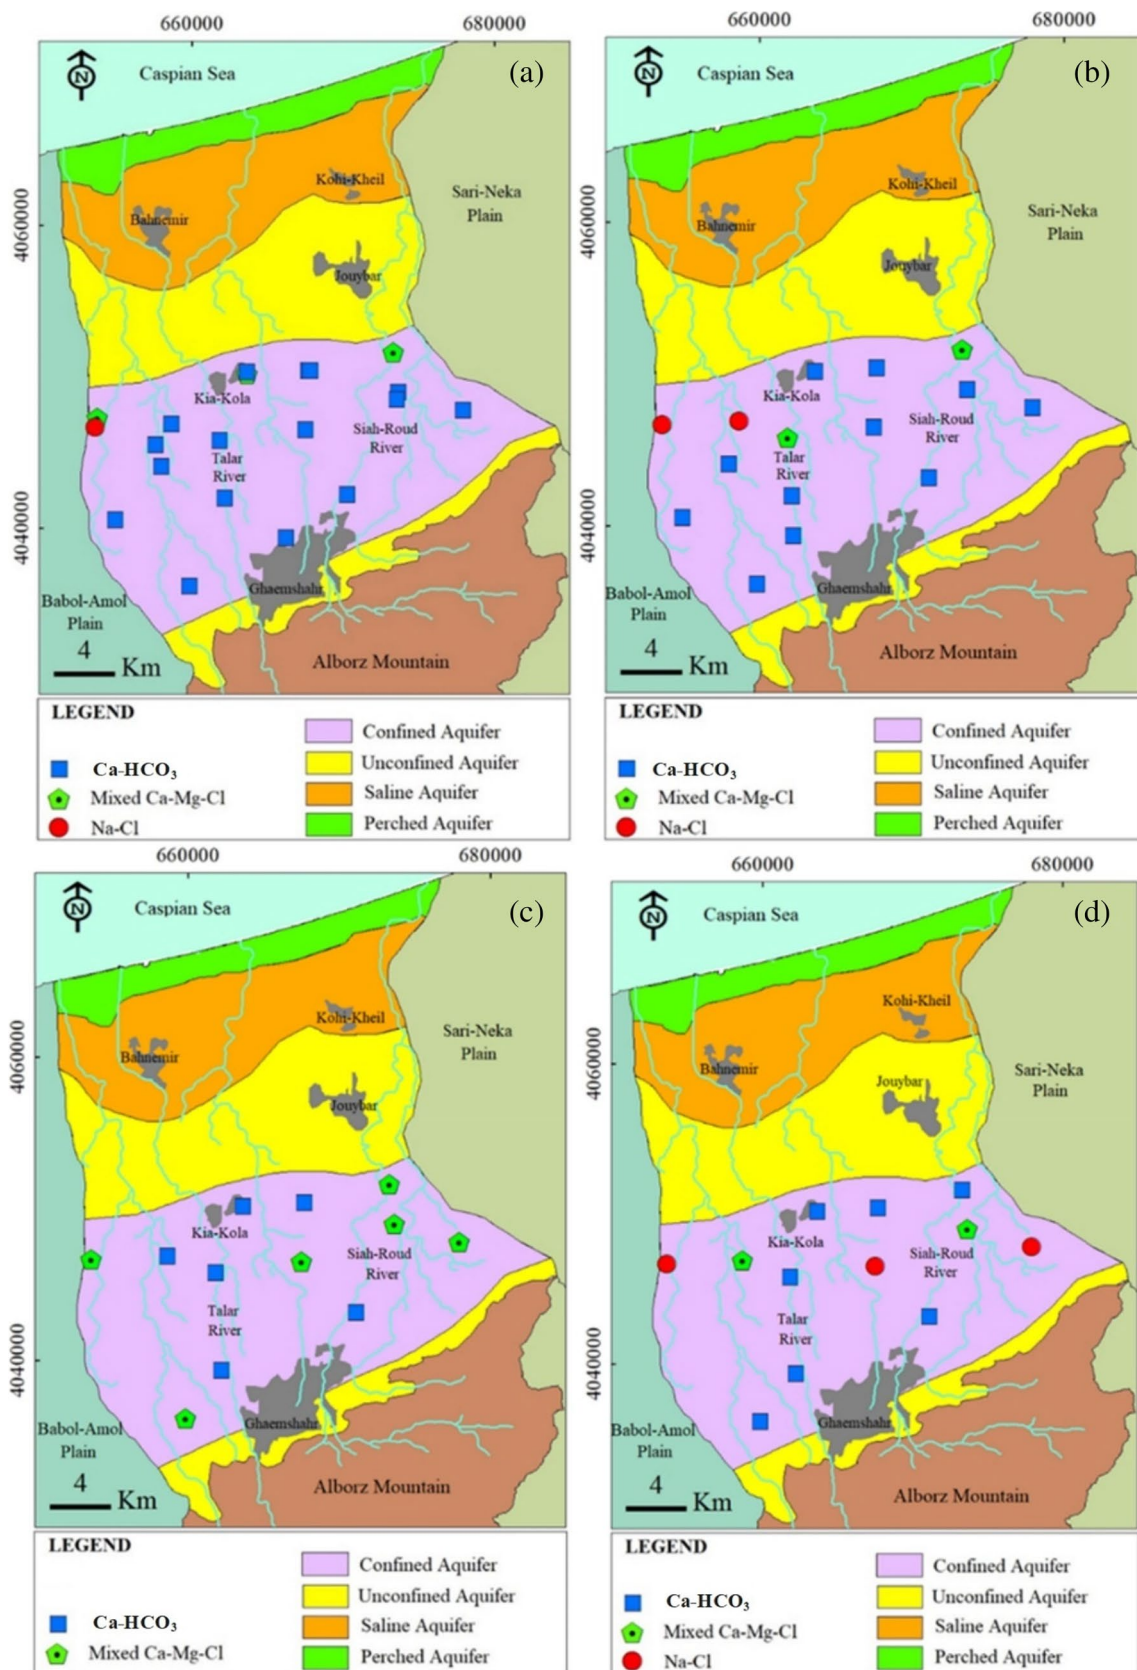 660000
680000
(a)
Caspian Sea
Kohi-Kheil
Sari-Neka
Plain
Bahnemir
4060000
Jouybar
Kia-Kola
Siah-Roud
River
Talar
River
4040000
Ghaemshahr
Babol-Amol
Plain
4
Km
Alborz Mountain
LEGEND
Ca-HCO₃
Mixed Ca-Mg-Cl
Na-Cl
Confined Aquifer
Unconfined Aquifer
Saline Aquifer
Perched Aquifer
N
660000
680000
(b)
Caspian Sea
Kohi-Kheil
Sari-Neka
Plain
Bahnemir
4060000
Jouybar
Kia-Kola
Siah-Roud
River
Talar
River
4040000
Ghaemshahr
Babol-Amol
Plain
4
Km
Alborz Mountain
LEGEND
Ca-HCO₃
Mixed Ca-Mg-Cl
Na-Cl
Confined Aquifer
Unconfined Aquifer
Saline Aquifer
Perched Aquifer
N
660000
680000
(c)
Caspian Sea
Kohi-Kheil
Sari-Neka
Plain
Bahnemir
4060000
Jouybar
Kia-Kola
Siah-Roud
River
Talar
River
4040000
Ghaemshahr
Babol-Amol
Plain
4
Km
Alborz Mountain
LEGEND
Ca-HCO₃
Mixed Ca-Mg-Cl
Confined Aquifer
Unconfined Aquifer
Saline Aquifer
Perched Aquifer
N
660000
680000
(d)
Caspian Sea
Kohi-Kheil
Sari-Neka
Plain
Bahnemir
4060000
Jouybar
Kia-Kola
Siah-Roud
River
Talar
River
4040000
Ghaemshahr
Babol-Amol
Plain
4
Km
Alborz Mountain
LEGEND
Ca-HCO₃
Mixed Ca-Mg-Cl
Na-Cl
Confined Aquifer
Unconfined Aquifer
Saline Aquifer
Perched Aquifer
N